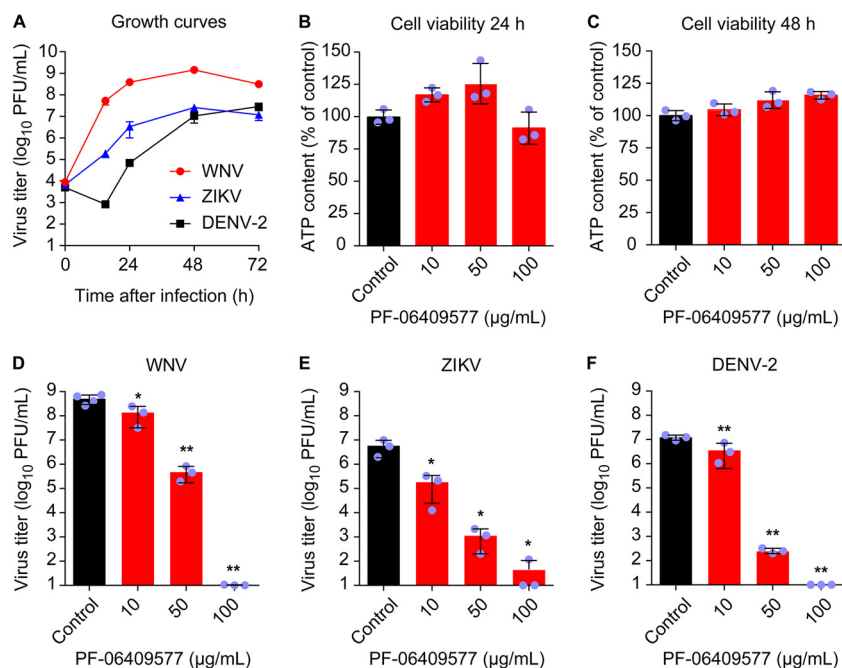 A Growth curves
Virus titer (log10 PFU/mL)
10
9
8
7
6
5
4
3
2
1
WNV
ZIKV
DENV-2
0 24 48 72
Time after infection (h)
B Cell viability 24 h
ATP content (% of control)
150
125
100
75
50
25
0
Control 10 50 100
PF-06409577 (µg/mL)
C Cell viability 48 h
ATP content (% of control)
150
125
100
75
50
25
0
Control 10 50 100
PF-06409577 (µg/mL)
D WNV
Virus titer (log10 PFU/mL)
9
8
7
6
5
4
3
2
1
*
**
**
Control 10 50 100
PF-06409577 (µg/mL)
E ZIKV
Virus titer (log10 PFU/mL)
9
8
7
6
5
4
3
2
1
*
*
*
Control 10 50 100
PF-06409577 (µg/mL)
F DENV-2
Virus titer (log10 PFU/mL)
9
8
7
6
5
4
3
2
1
**
**
**
Control 10 50 100
PF-06409577 (µg/mL)